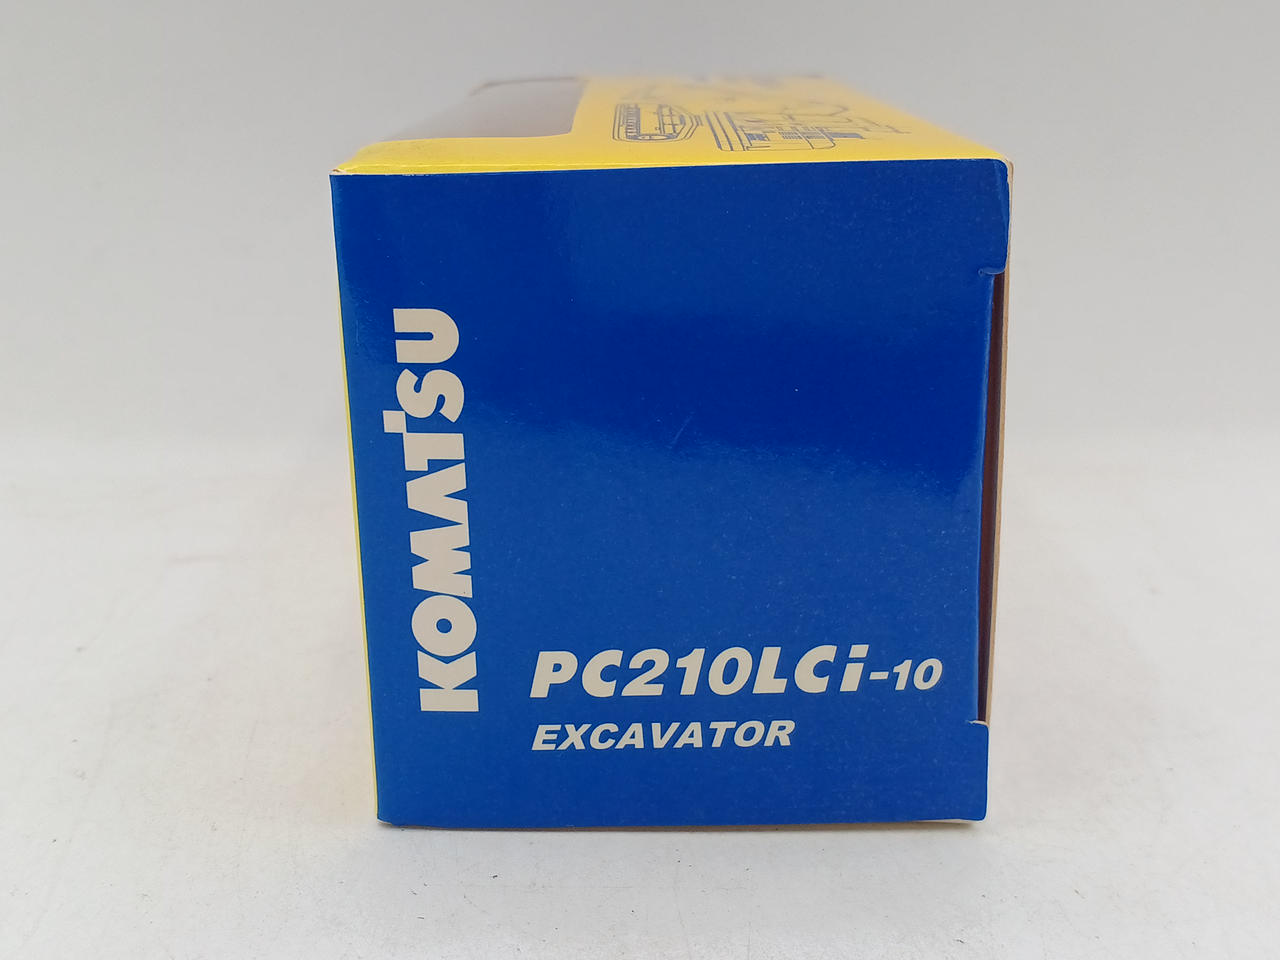 KOMATSU
PC210LCi-10
EXCAVATOR